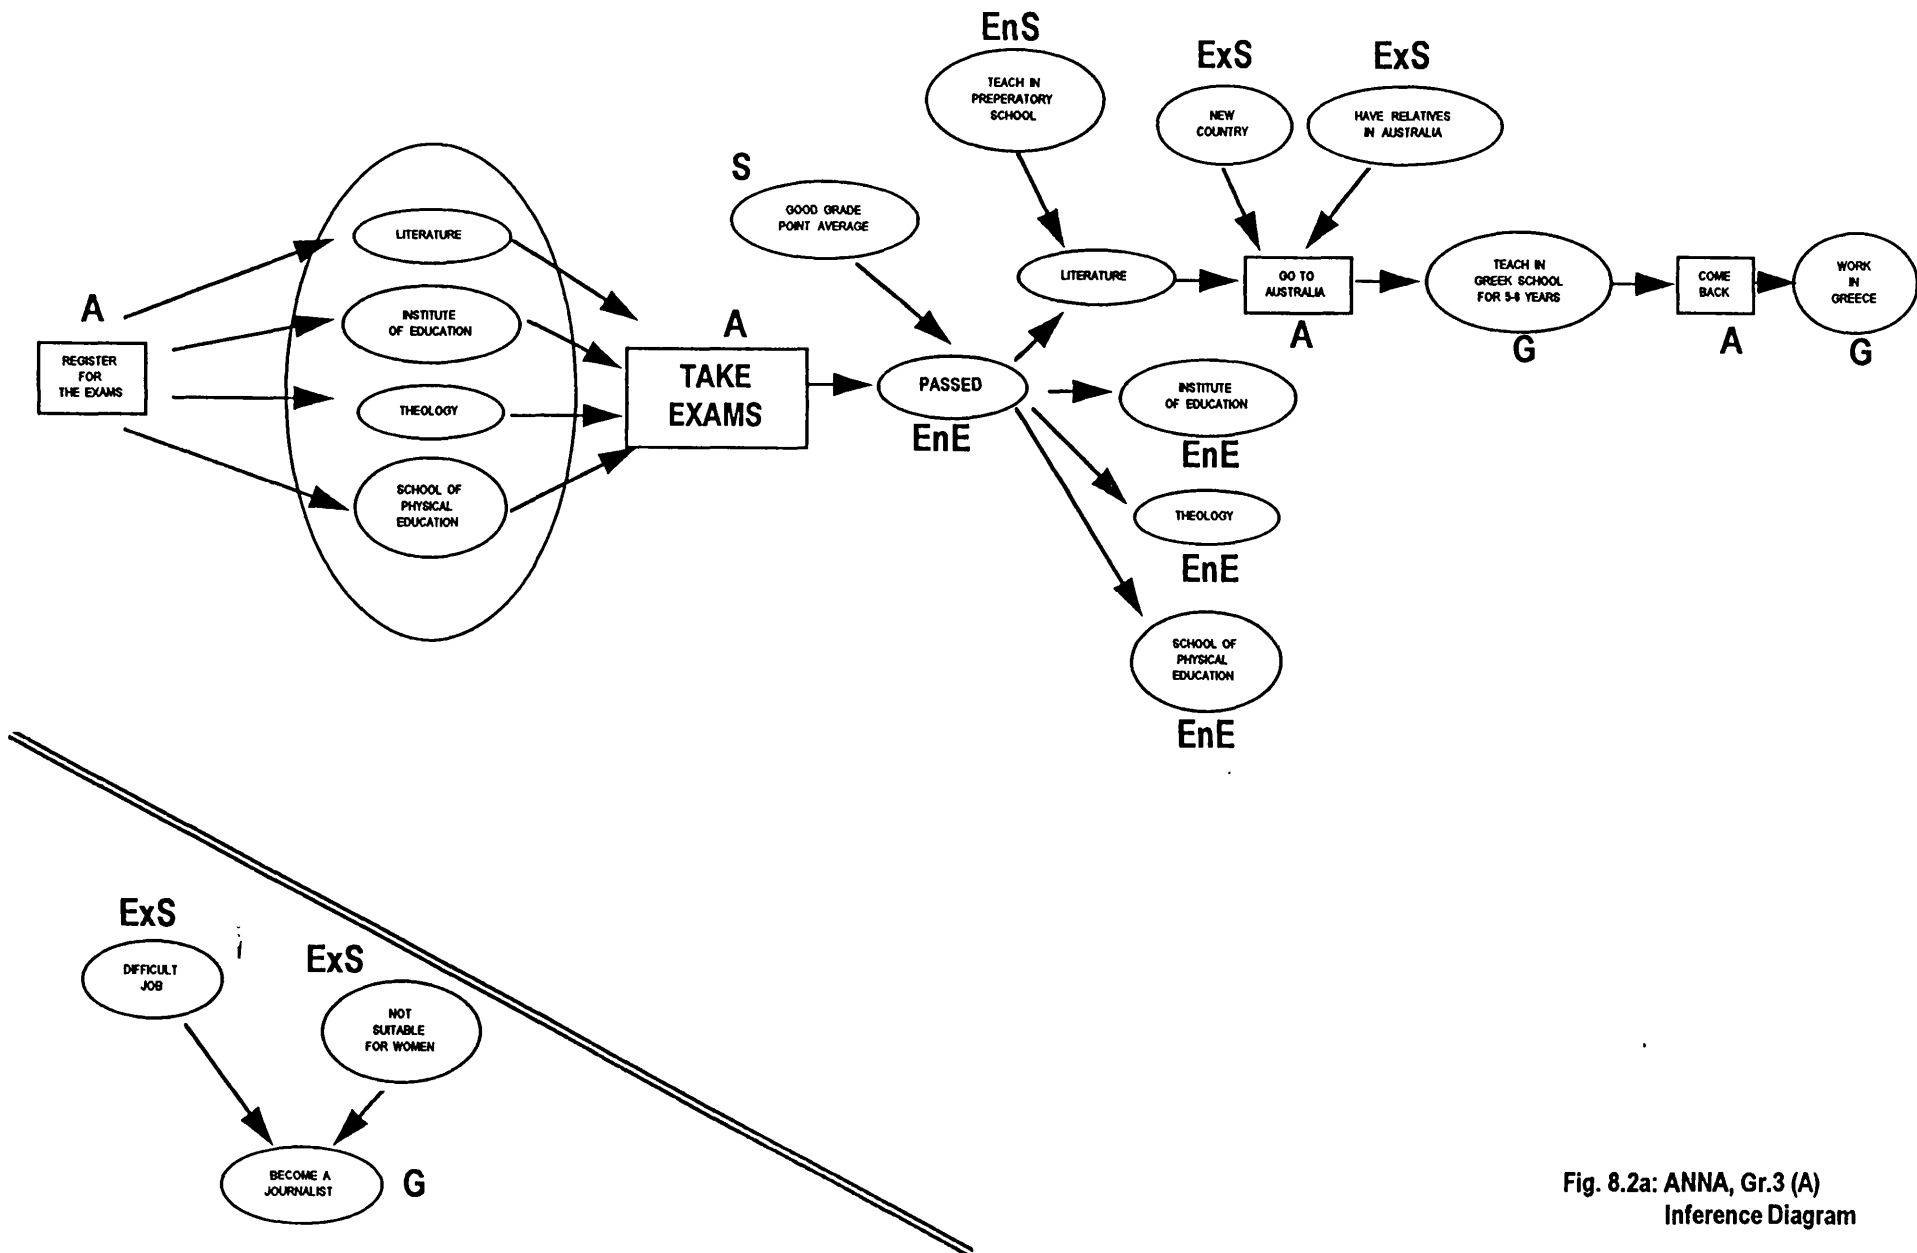 EnS
TEACH IN
PREPERATORY
SCHOOL
ExS
NEW
COUNTRY
ExS
HAVE RELATIVES
IN AUSTRALIA
S
GOOD GRADE
POINT AVERAGE
A
REGISTER
FOR
THE EXAMS
LITERATURE
INSTITUTE
OF EDUCATION
THEOLOGY
SCHOOL OF
PHYSICAL
EDUCATION
A
TAKE
EXAMS
PASSED
EnE
LITERATURE
GO TO
AUSTRALIA
A
TEACH IN
GREEK SCHOOL
FOR 5-6 YEARS
G
COME
BACK
A
WORK
IN
GREECE
G
INSTITUTE
OF EDUCATION
EnE
THEOLOGY
EnE
SCHOOL OF
PHYSICAL
EDUCATION
EnE
ExS
DIFFICULT
JOB
ExS
NOT
SUITABLE
FOR WOMEN
BECOME A
JOURNALIST
G
Fig. 8.2a: ANNA, Gr.3 (A)
Inference Diagram